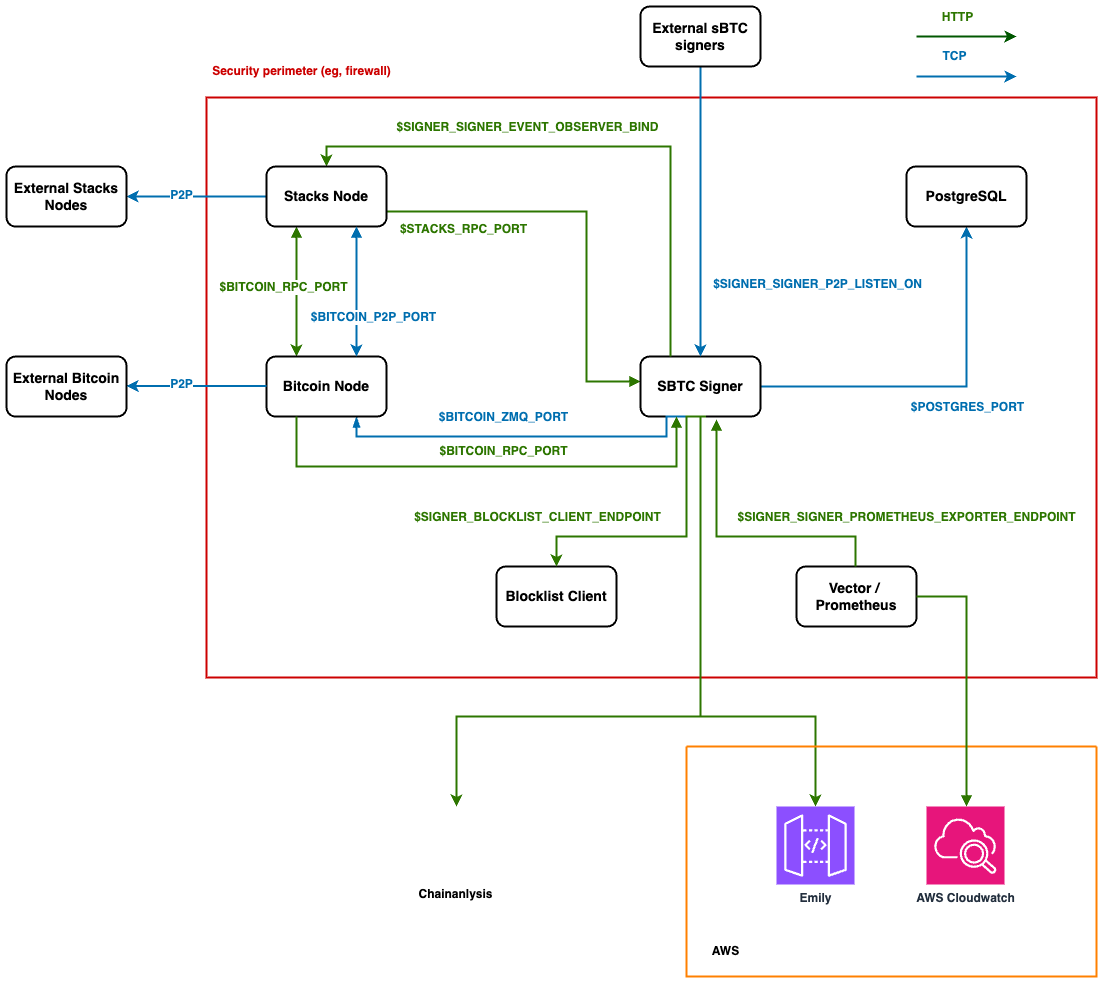 External sBTC
signers
HTTP
TCP
Security perimeter (eg, firewall)
$SIGNER_SIGNER_EVENT_OBSERVER_BIND
External Stacks
Nodes
P2P
Stacks Node
PostgreSQL
$STACKS_RPC_PORT
$BITCOIN_RPC_PORT
$SIGNER_SIGNER_P2P_LISTEN_ON
$BITCOIN_P2P_PORT
External Bitcoin
Nodes
P2P
Bitcoin Node
SBTC Signer
$BITCOIN_ZMQ_PORT
$POSTGRES_PORT
$BITCOIN_RPC_PORT
$SIGNER_BLOCKLIST_CLIENT_ENDPOINT
$SIGNER_SIGNER_PROMETHEUS_EXPORTER_ENDPOINT
Blocklist Client
Vector /
Prometheus
</>
Chainanlysis
Emily
AWS Cloudwatch
AWS